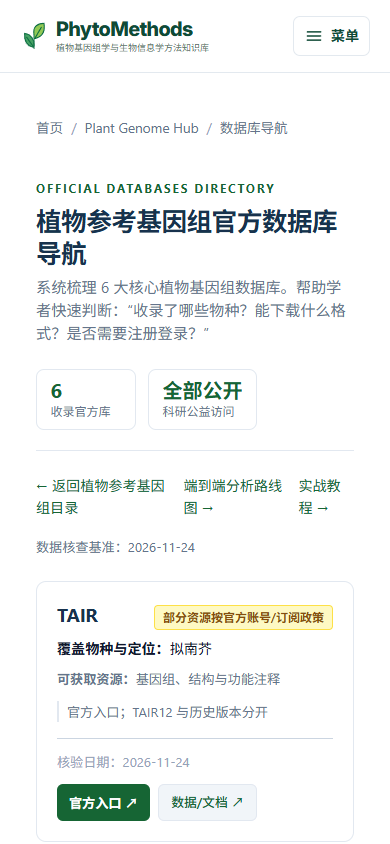 PhytoMethods
植物基因组学与生物信息学方法知识库
菜单
首页 / Plant Genome Hub / 数据库导航
OFFICIAL DATABASES DIRECTORY
植物参考基因组官方数据库
导航
系统梳理 6 大核心植物基因组数据库。帮助学
者快速判断：“收录了哪些物种？能下载什么格
式？是否需要注册登录？”
6
收录官方库
全部公开
科研公益访问
← 返回植物参考基因
组目录
端到端分析路线
图 →
实战教
程 →
数据核查基准：2026-11-24
TAIR
部分资源按官方账号/订阅政策
覆盖物种与定位：拟南芥
可获取资源：基因组、结构与功能注释
官方入口；TAIR12 与历史版本分开
核验日期：2026-11-24
官方入口 ↗
数据/文档 ↗